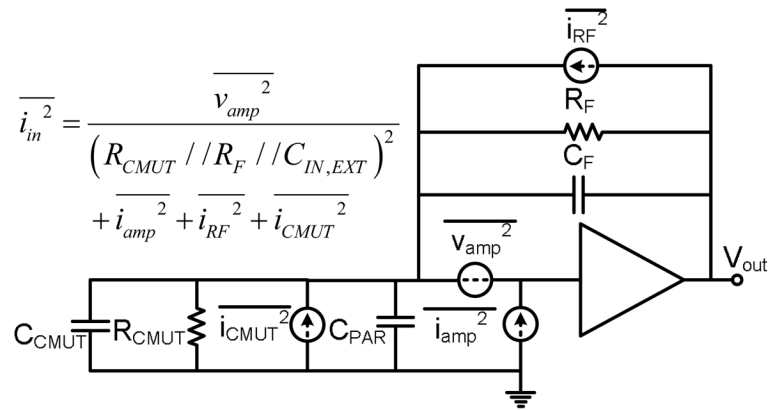 i_in² = v_amp² / (R_CMUT // R_F // C_IN,EXT)²
+ i_amp² + i_RF² + i_CMUT²
i_RF²
R_F
C_F
v_amp²
V_out
C_CMUT R_CMUT i_CMUT² C_PAR i_amp²